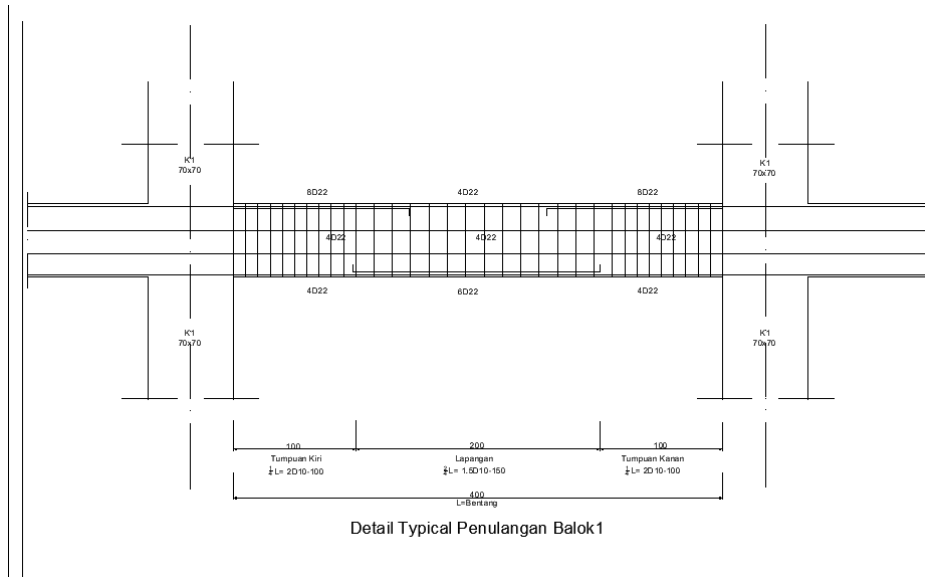 K1
70x70
K1
70x70
8D22
4D22
8D22
4D22
4D22
4D22
4D22
6D22
4D22
K1
70x70
K1
70x70
100
200
100
Tumpuan Kiri
Lapangan
Tumpuan Kanan
¼L= 2D10-100
²⁄₄L= 1.5D10-150
¼L= 2D10-100
400
L=Bentang
Detail Typical Penulangan Balok1